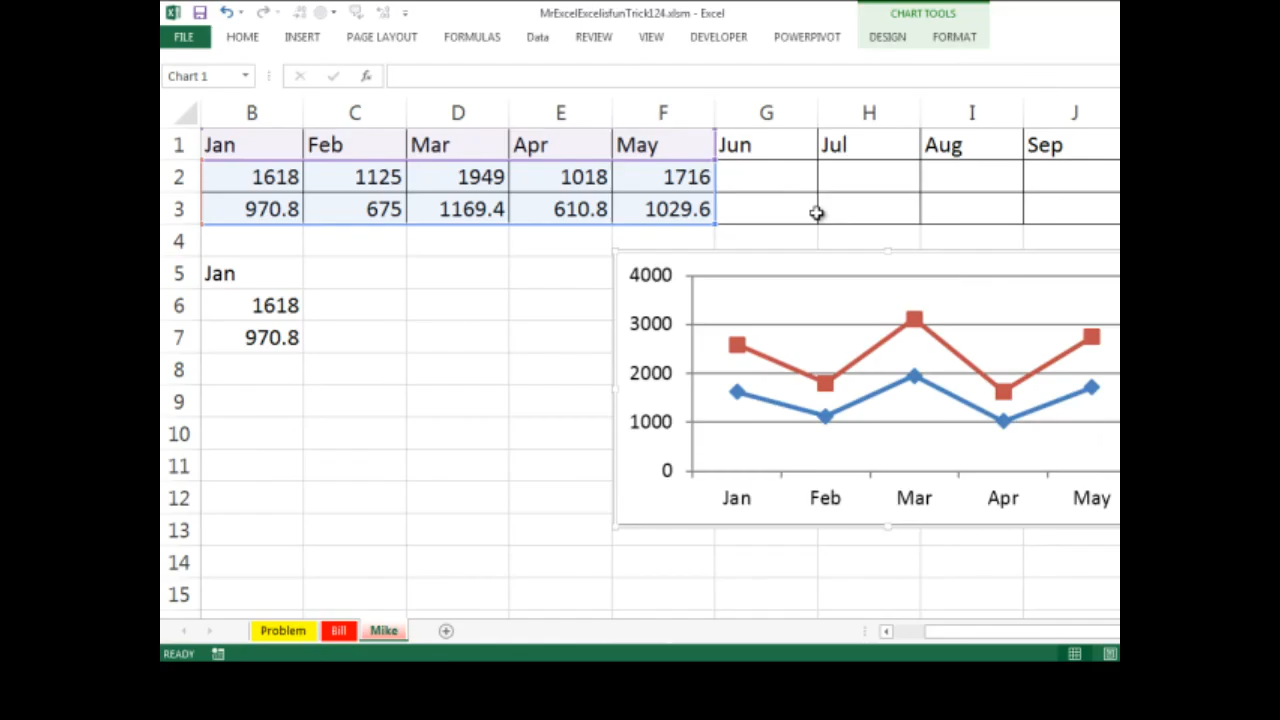 MrExcelExcelisfunTrick124.xlsm - Excel
CHART TOOLS
FILE HOME INSERT PAGE LAYOUT FORMULAS Data REVIEW VIEW DEVELOPER POWERPIVOT DESIGN FORMAT
Chart 1 fx
B C D E F G H I J
1 Jan Feb Mar Apr May Jun Jul Aug Sep
2 1618 1125 1949 1018 1716
3 970.8 675 1169.4 610.8 1029.6
4
5 Jan
6 1618
7 970.8
8
9
10
11
12
13
14
15
4000
3000
2000
1000
0
Jan Feb Mar Apr May
Problem Bill Mike
READY